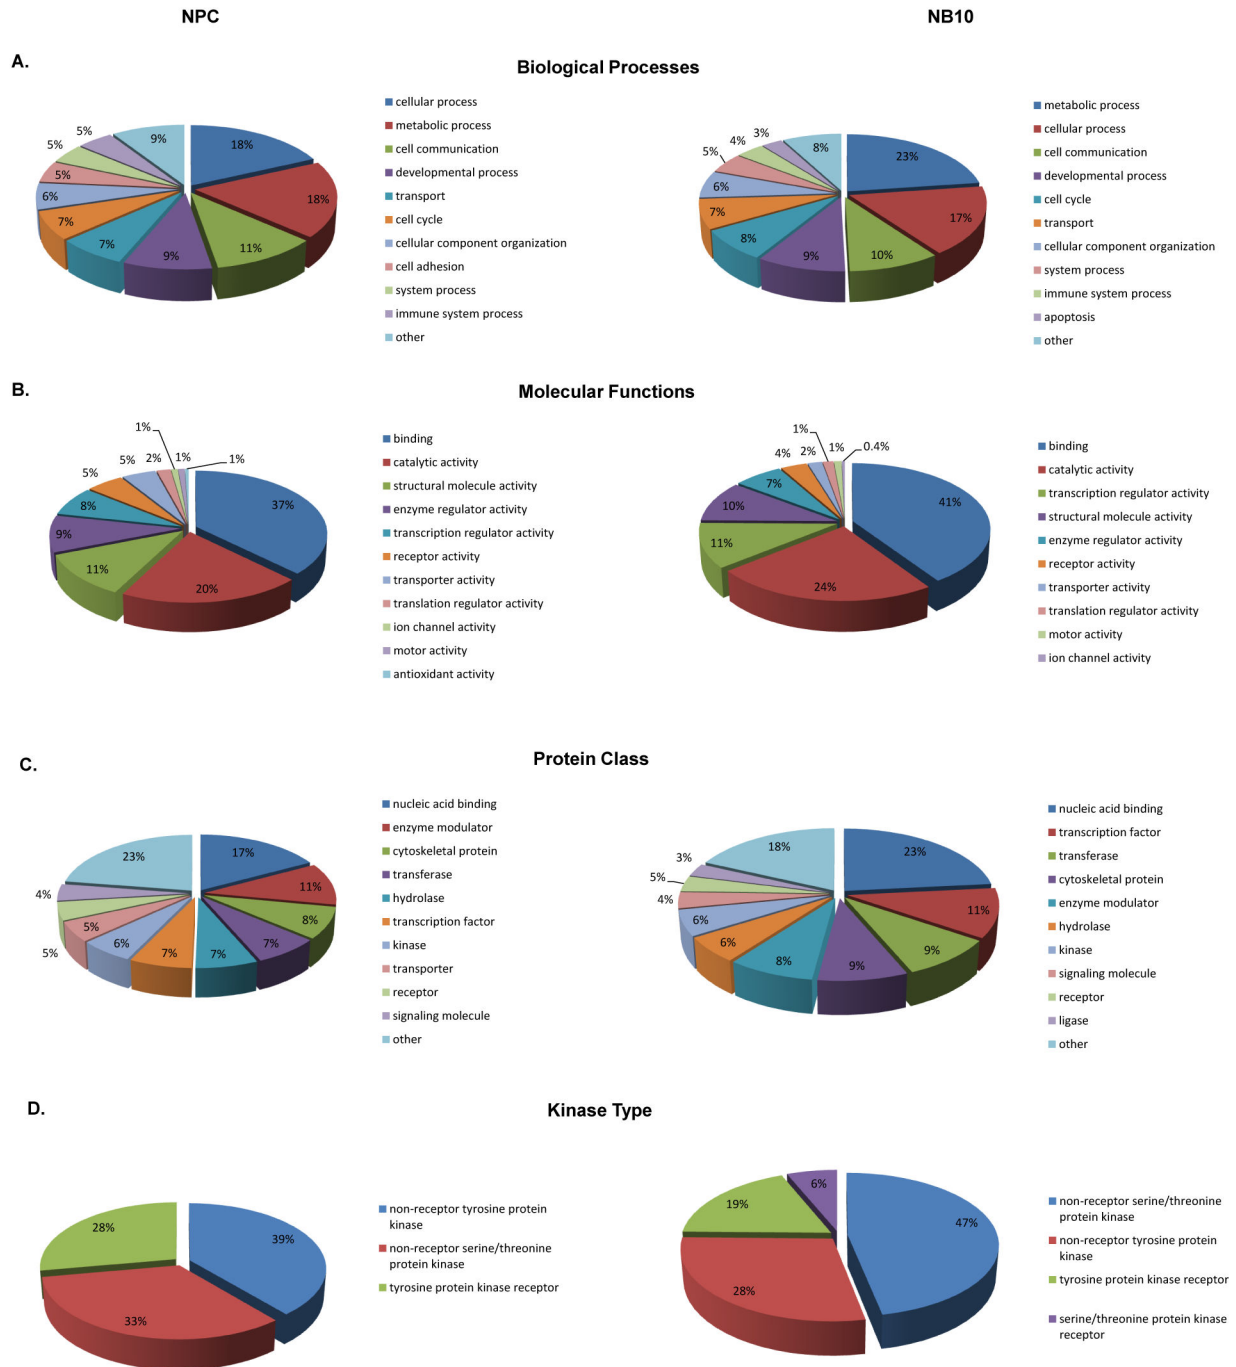 NPC
NB10
A.
Biological Processes
18%
18%
11%
9%
7%
7%
6%
5%
5%
5%
9%
cellular process
metabolic process
cell communication
developmental process
transport
cell cycle
cellular component organization
cell adhesion
system process
immune system process
other
23%
17%
10%
9%
8%
7%
6%
5%
4%
3%
8%
metabolic process
cellular process
cell communication
developmental process
cell cycle
transport
cellular component organization
system process
immune system process
apoptosis
other
B.
Molecular Functions
37%
20%
11%
9%
8%
5%
5%
2%
1%
1%
1%
binding
catalytic activity
structural molecule activity
enzyme regulator activity
transcription regulator activity
receptor activity
transporter activity
translation regulator activity
ion channel activity
motor activity
antioxidant activity
41%
24%
11%
10%
7%
4%
2%
1%
1%
0.4%
binding
catalytic activity
transcription regulator activity
structural molecule activity
enzyme regulator activity
receptor activity
transporter activity
translation regulator activity
motor activity
ion channel activity
C.
Protein Class
17%
11%
8%
7%
7%
7%
6%
5%
5%
4%
23%
nucleic acid binding
enzyme modulator
cytoskeletal protein
transferase
hydrolase
transcription factor
kinase
transporter
receptor
signaling molecule
other
23%
11%
9%
9%
8%
6%
6%
4%
5%
3%
18%
nucleic acid binding
transcription factor
transferase
cytoskeletal protein
enzyme modulator
hydrolase
kinase
signaling molecule
receptor
ligase
other
D.
Kinase Type
39%
33%
28%
non-receptor tyrosine protein
kinase
non-receptor serine/threonine
protein kinase
tyrosine protein kinase receptor
47%
28%
19%
6%
non-receptor serine/threonine
protein kinase
non-receptor tyrosine protein
kinase
tyrosine protein kinase receptor
serine/threonine protein kinase
receptor